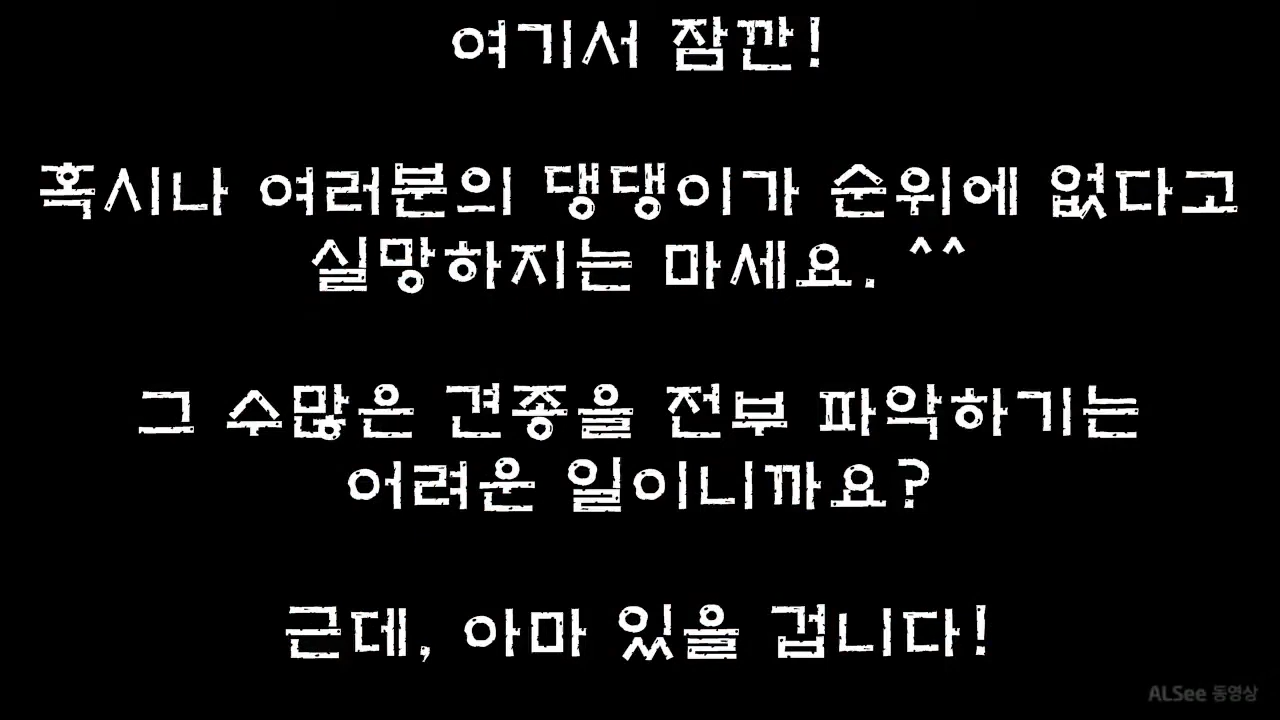 여기서 잠깐!
혹시나 여러분의 댕댕이가 순위에 없다고
실망하지는 마세요. ^^
그 수많은 견종을 전부 파악하기는
어려운 일이니까요?
근데, 아마 있을 겁니다!
ALSee 동영상